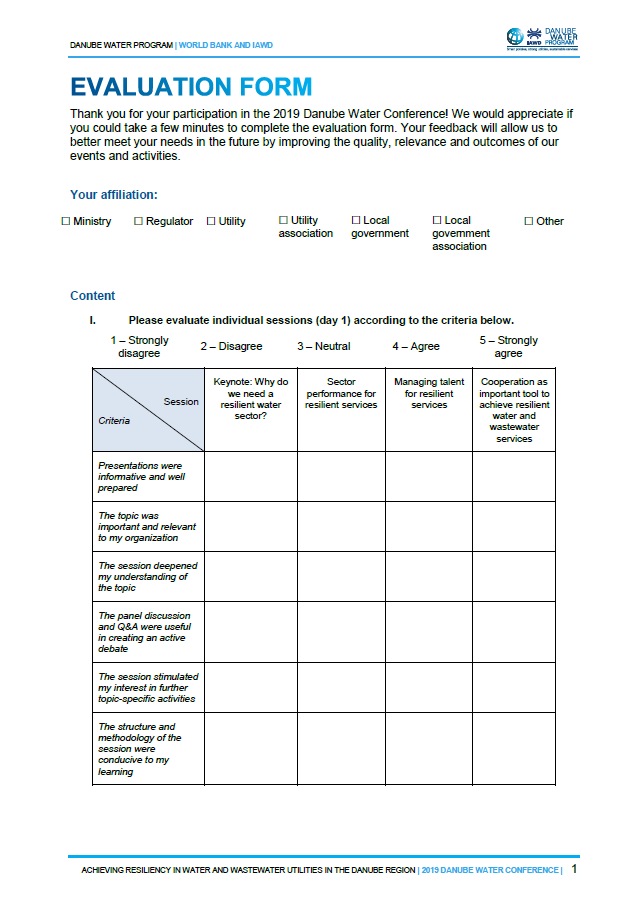 DANUBE WATER PROGRAM | WORLD BANK AND IAWD
IAWD
DANUBE
WATER
PROGRAM
EVALUATION FORM
Thank you for your participation in the 2019 Danube Water Conference! We would appreciate if
you could take a few minutes to complete the evaluation form. Your feedback will allow us to
better meet your needs in the future by improving the quality, relevance and outcomes of our
events and activities.
Your affiliation:
☐ Ministry ☐ Regulator ☐ Utility ☐ Utility association ☐ Local government ☐ Local government association ☐ Other
Content
I. Please evaluate individual sessions (day 1) according to the criteria below.
1 – Strongly disagree 2 – Disagree 3 – Neutral 4 – Agree 5 – Strongly agree
Session
Criteria
Keynote: Why do
we need a
resilient water
sector?
Sector
performance for
resilient services
Managing talent
for resilient
services
Cooperation as
important tool to
achieve resilient
water and
wastewater
services
Presentations were
informative and well
prepared
The topic was
important and relevant
to my organization
The session deepened
my understanding of
the topic
The panel discussion
and Q&A were useful
in creating an active
debate
The session stimulated
my interest in further
topic-specific activities
The structure and
methodology of the
session were
conducive to my
learning
ACHIEVING RESILIENCY IN WATER AND WASTEWATER UTILITIES IN THE DANUBE REGION | 2019 DANUBE WATER CONFERENCE | 1